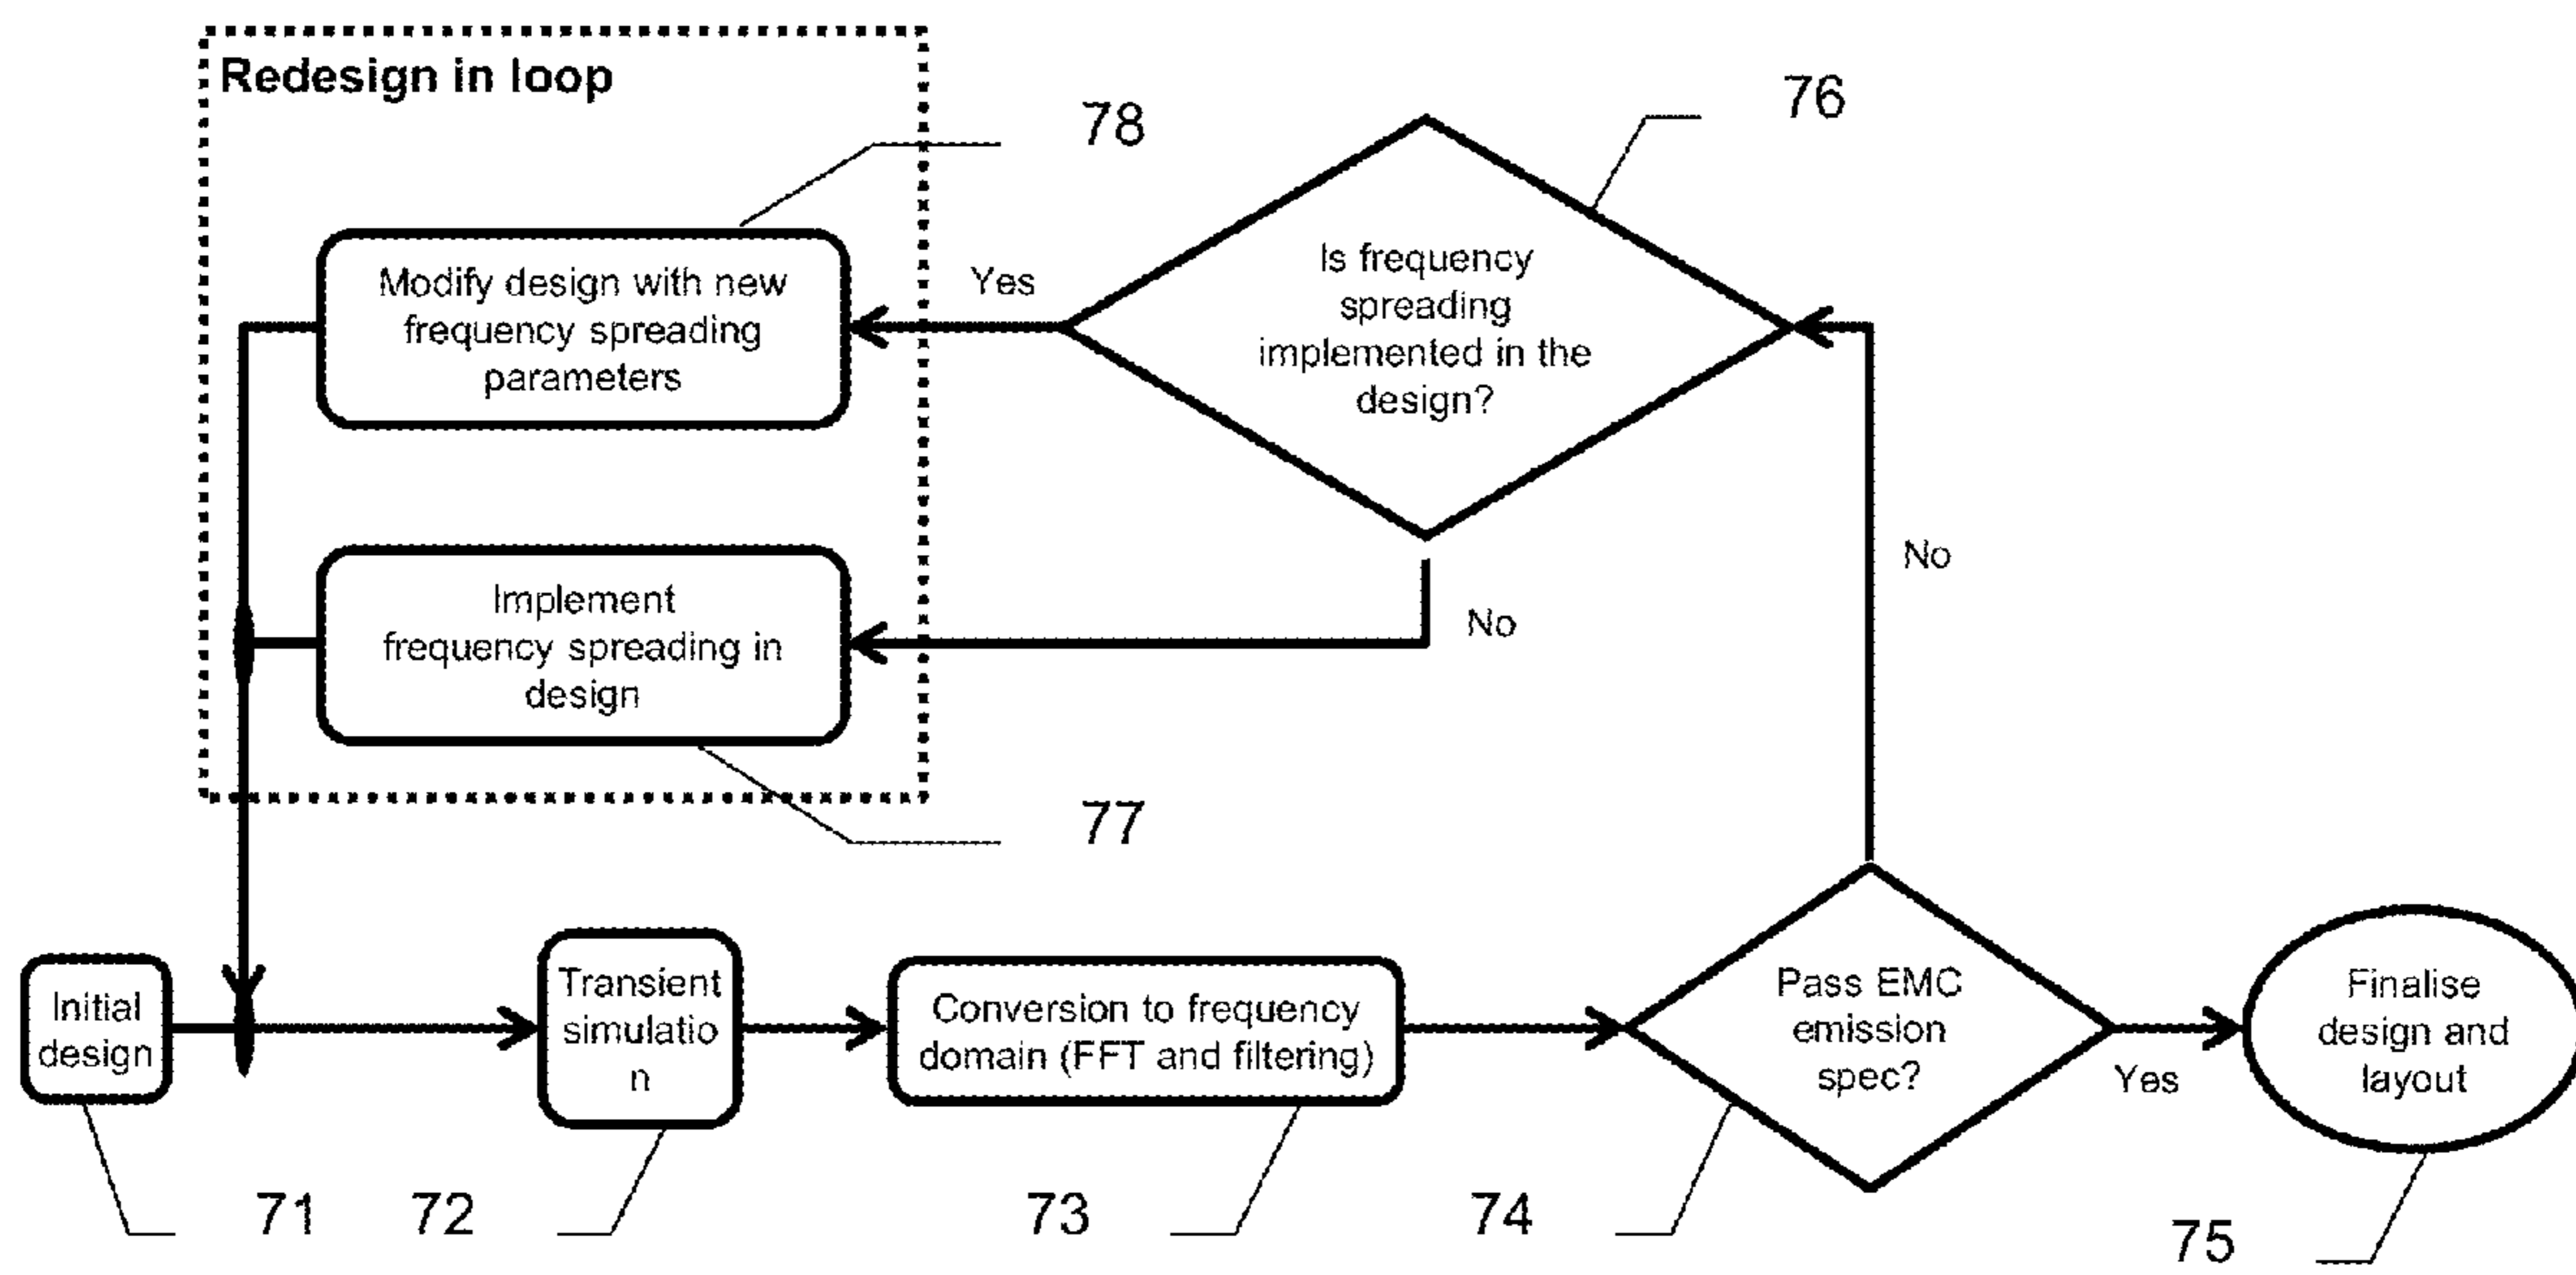 Redesign in loop
78
76
Modify design with new
frequency spreading
parameters
Yes
Is frequency
spreading
implemented in the
design?
No
Implement
frequency spreading in
design
No
77
Initial
design
Transient
simulatio
n
Conversion to frequency
domain (FFT and filtering)
Pass EMC
emission
spec?
Yes
Finalise
design and
layout
71
72
73
74
75